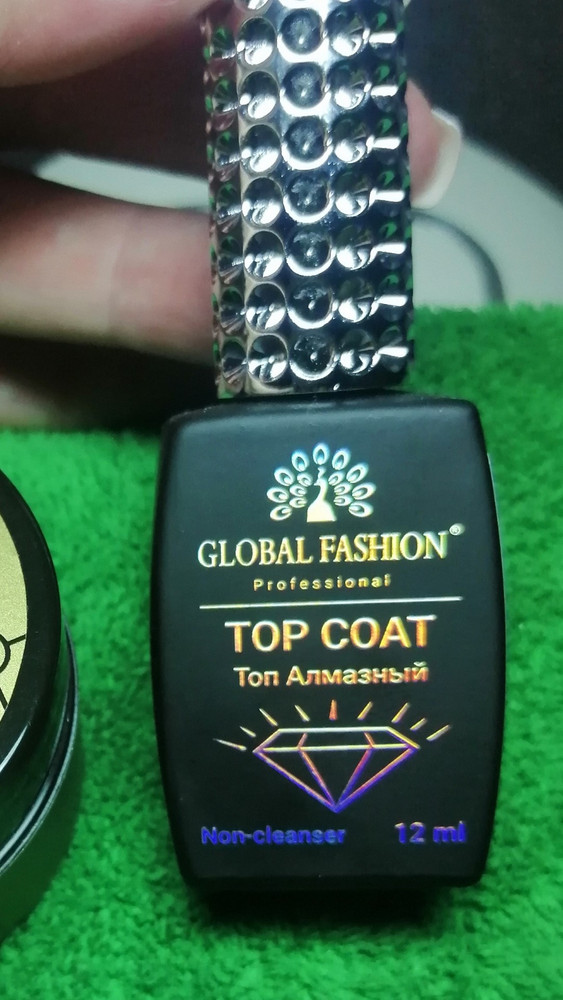 GLOBAL FASHION®
Professional
TOP COAT
Топ Алмазный
Non-cleanser 12 ml